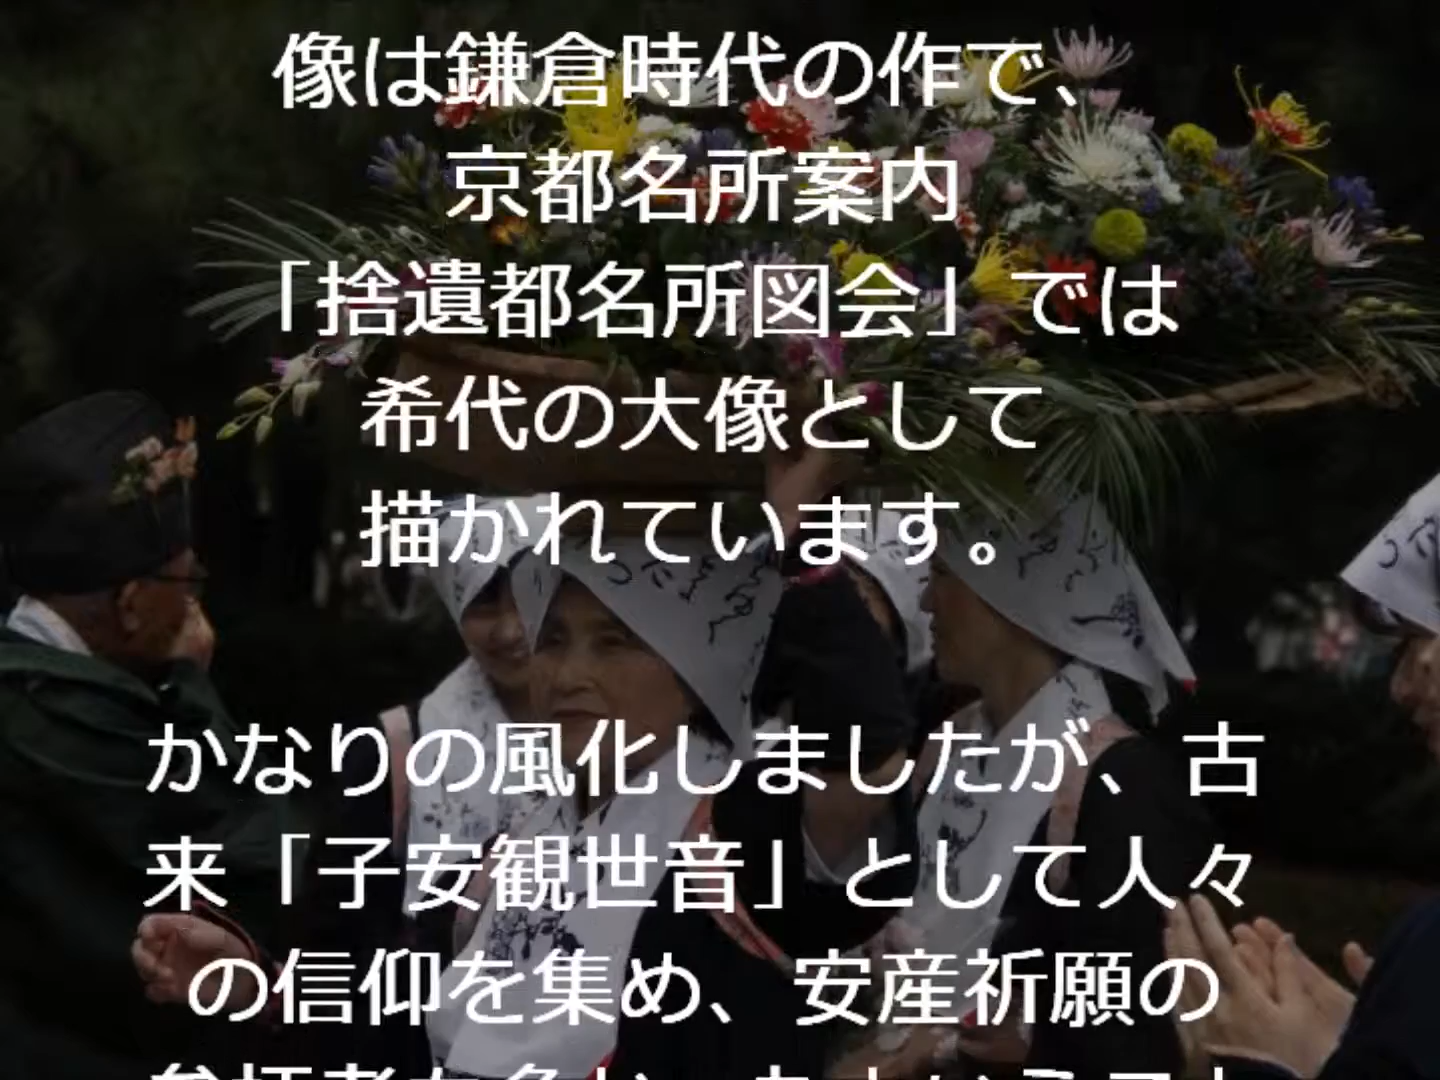 像は鎌倉時代の作で、
京都名所案内
「捨遺都名所図会」では
希代の大像として
描かれています。
かなりの風化しましたが、古
来「子安観世音」として人々
の信仰を集め、安産祈願の